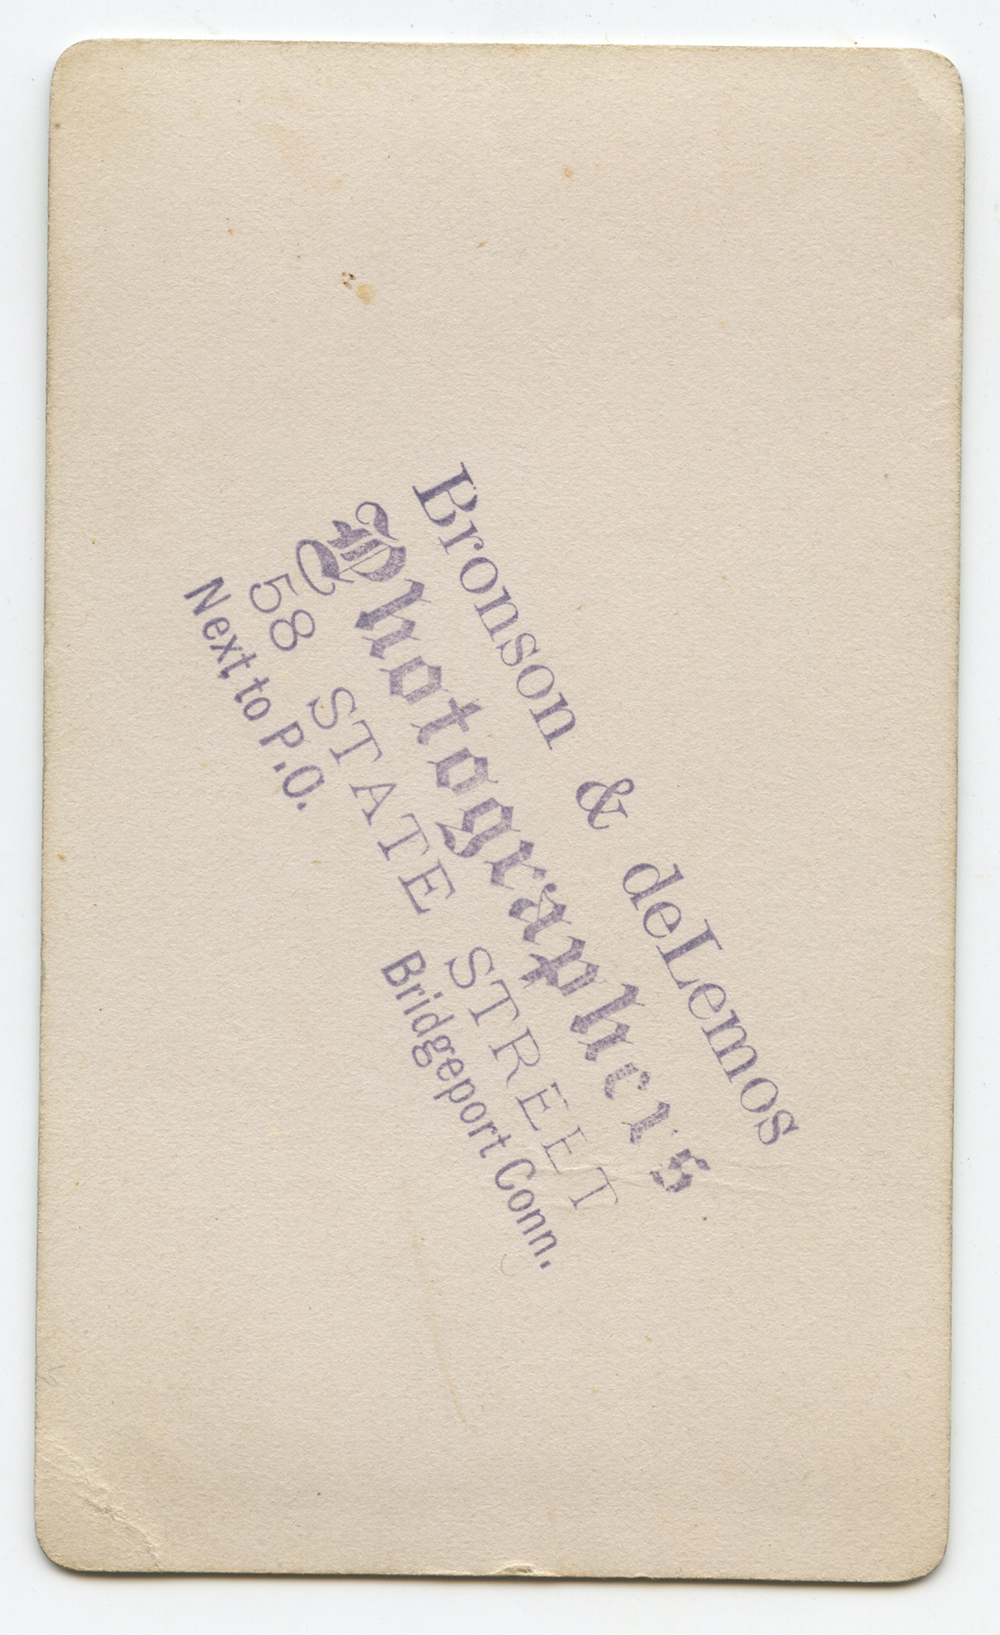 Bronson & deLemos
Photographers
58 STATE STREET
Next, to P.O. Bridgeport Conn.